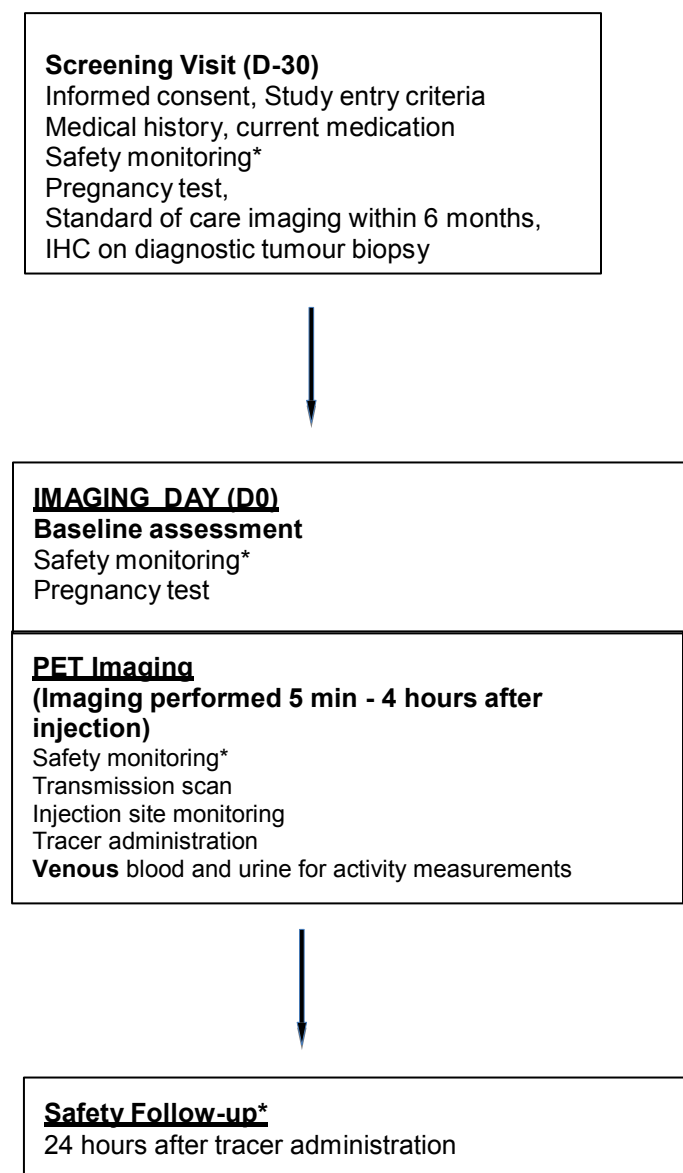 Screening Visit (D-30)
Informed consent, Study entry criteria
Medical history, current medication
Safety monitoring*
Pregnancy test,
Standard of care imaging within 6 months,
IHC on diagnostic tumour biopsy
IMAGING DAY (D0)
Baseline assessment
Safety monitoring*
Pregnancy test
PET Imaging
(Imaging performed 5 min - 4 hours after
injection)
Safety monitoring*
Transmission scan
Injection site monitoring
Tracer administration
Venous blood and urine for activity measurements
Safety Follow-up*
24 hours after tracer administration